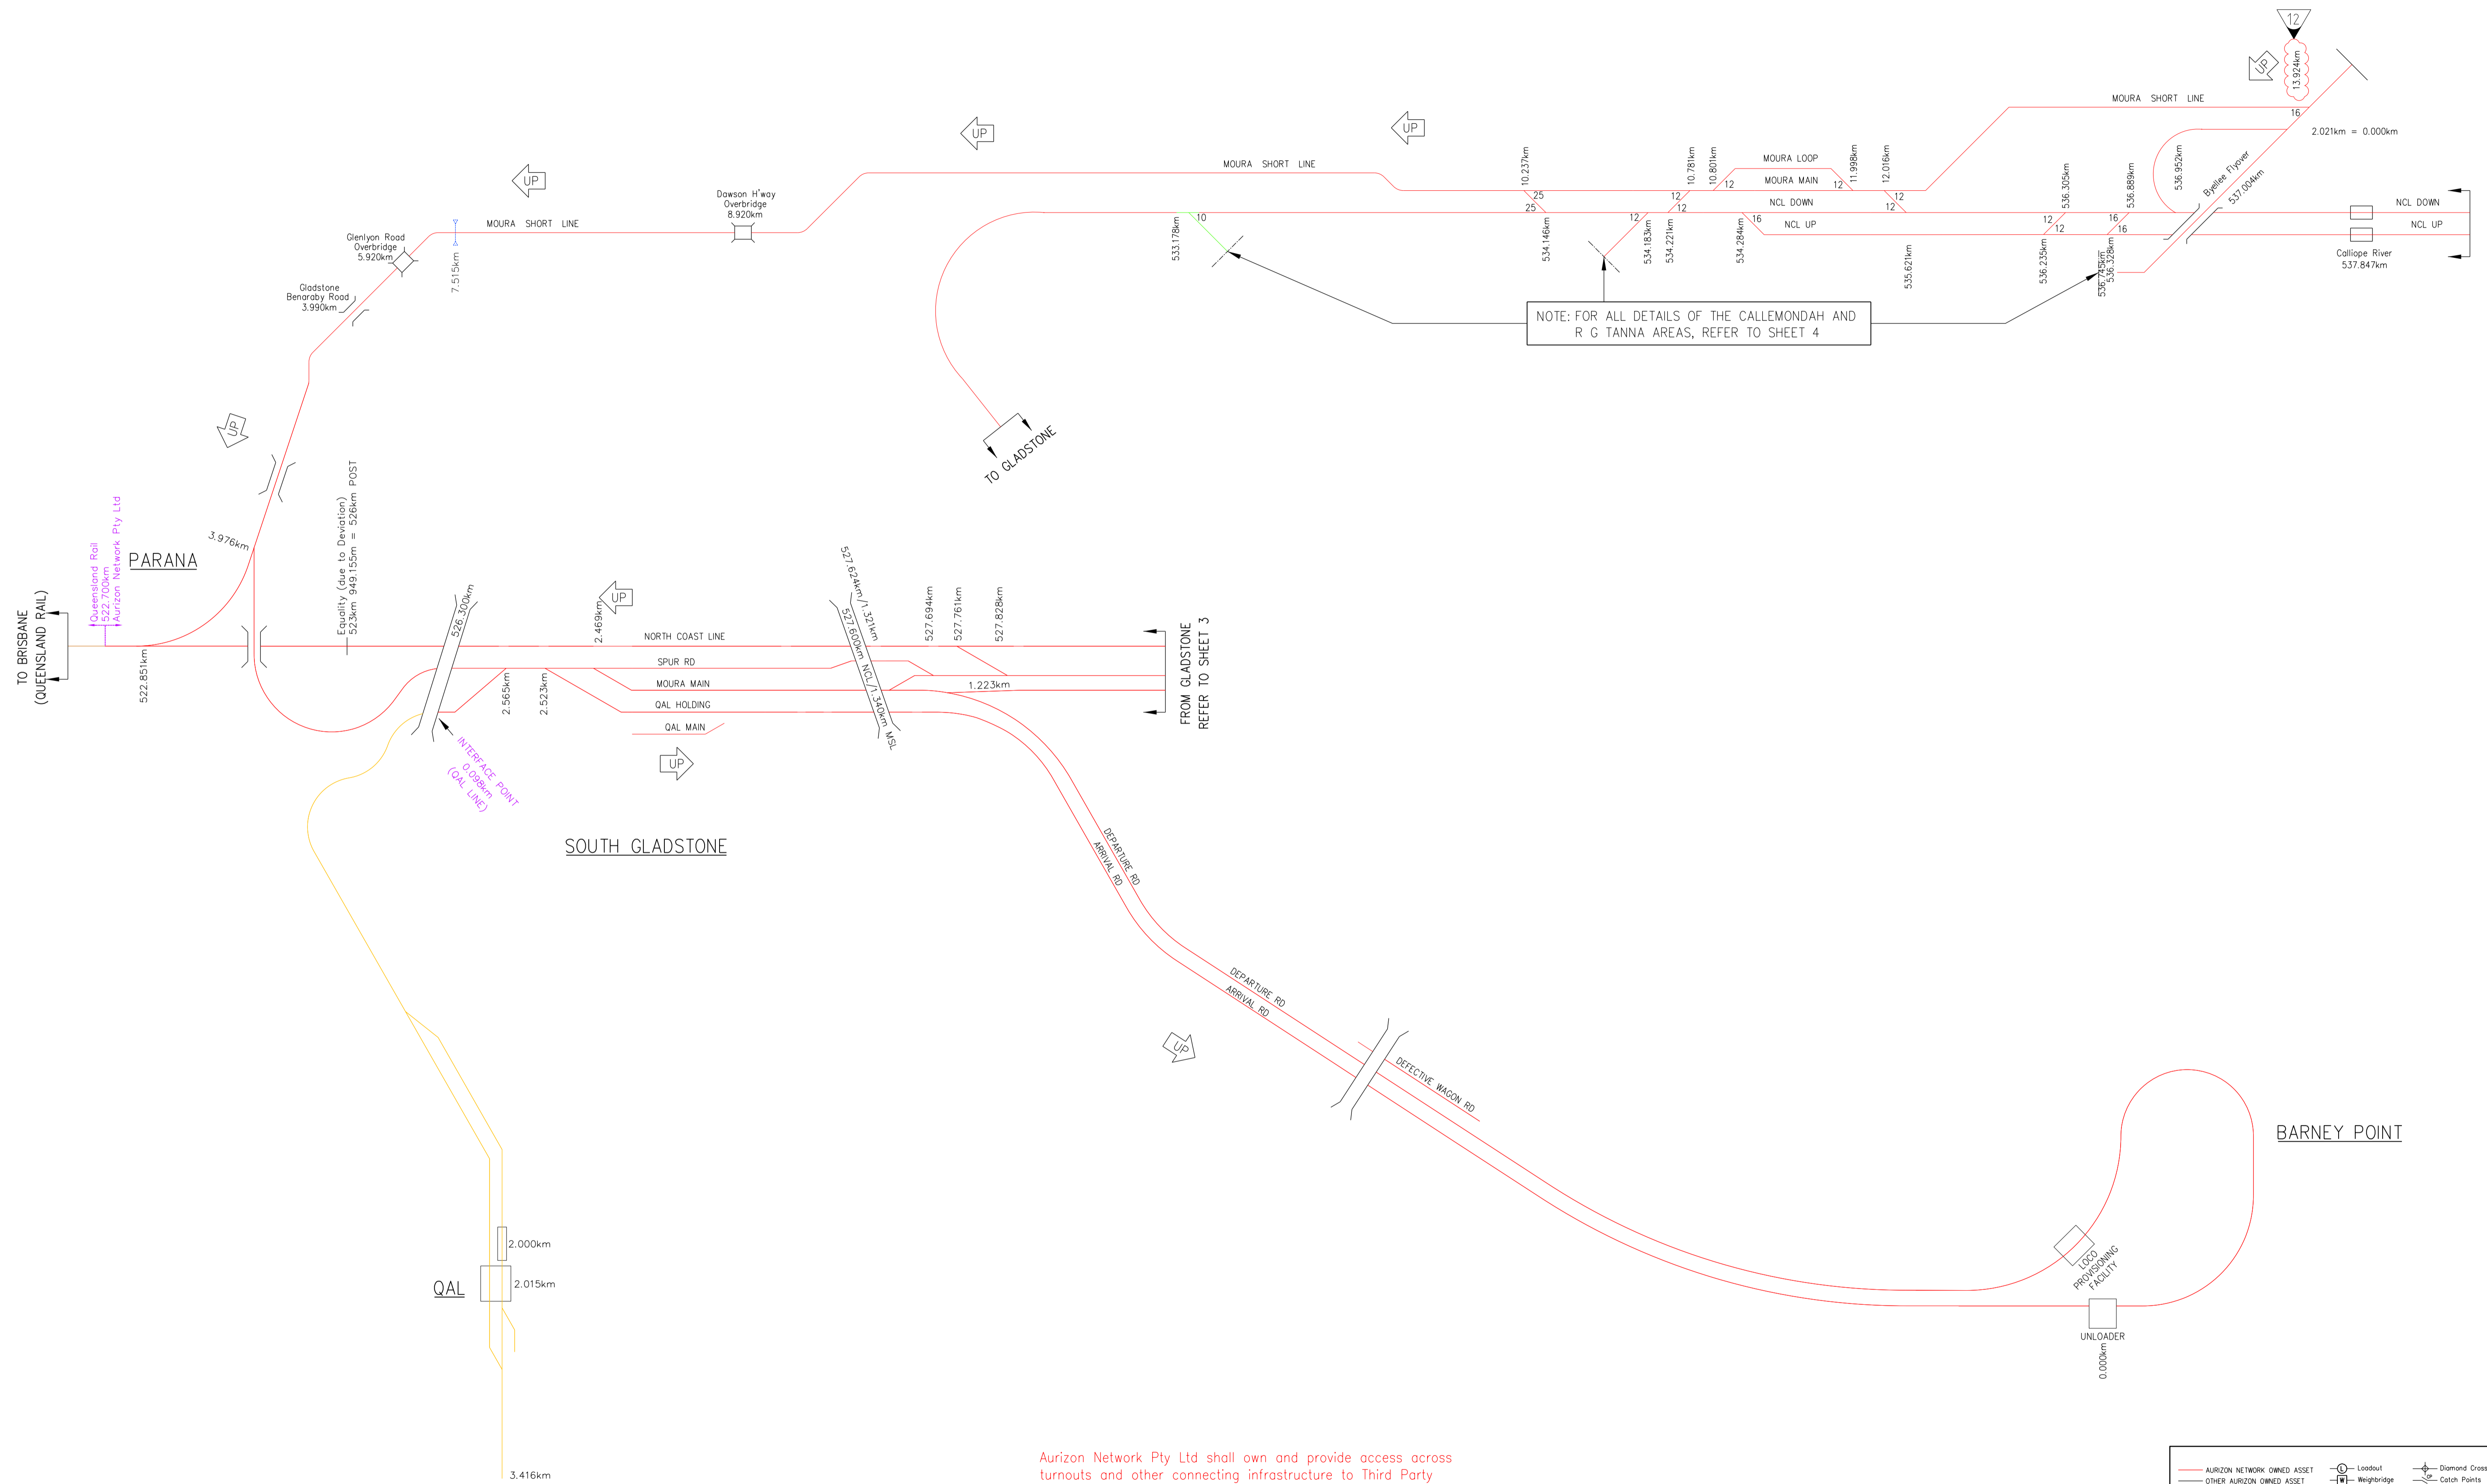 12
13.924km
UP
MOURA SHORT LINE
16
2.021km = 0.000km
UP
UP
UP
MOURA SHORT LINE
10.237km
10.781km
10.801km
MOURA LOOP
11.998km
12.016km
MOURA MAIN
12
12
25
12
12
NCL DOWN
25
12
12
12
16
NCL UP
536.305km
536.889km
536.952km
Byellee Flyover
537.004km
12
16
12
16
NCL DOWN
NCL UP
Calliope River
537.847km
Dawson H'way
Overbridge
8.920km
MOURA SHORT LINE
Glenlyon Road
Overbridge
5.920km
7.515km
Gladstone
Benaraby Road
3.990km
10
533.178km
534.146km
534.183km
534.221km
534.284km
535.621km
536.235km
536.745km
536.328km
NOTE: FOR ALL DETAILS OF THE CALLEMONDAH AND
R G TANNA AREAS, REFER TO SHEET 4
UP
TO GLADSTONE
3.976km
PARANA
Queensland Rail
522.700km
Aurizon Network Pty Ltd
Equality (due to Deviation)
523km 949.155m = 526km POST
TO BRISBANE
(QUEENSLAND RAIL)
522.851km
526.300km
UP
2.469km
NORTH COAST LINE
SPUR RD
MOURA MAIN
QAL HOLDING
QAL MAIN
2.565km
2.523km
527.624km/1.321km
527.600km NCL/1.340km MSL
527.694km
527.761km
527.828km
1.223km
FROM GLADSTONE
REFER TO SHEET 3
UP
INTERFACE POINT
0.098km
(QAL LINE)
SOUTH GLADSTONE
DEPARTURE RD
ARRIVAL RD
DEPARTURE RD
ARRIVAL RD
UP
DEFECTIVE WAGON RD
BARNEY POINT
LOCO
PROVISIONING
FACILITY
UNLOADER
0.000km
2.000km
QAL
2.015km
3.416km
Aurizon Network Pty Ltd shall own and provide access across
turnouts and other connecting infrastructure to Third Party
AURIZON NETWORK OWNED ASSET
L
Loadout
Diamond Cross
OTHER AURIZON OWNED ASSET
W
Weighbridge
CP
Catch Points